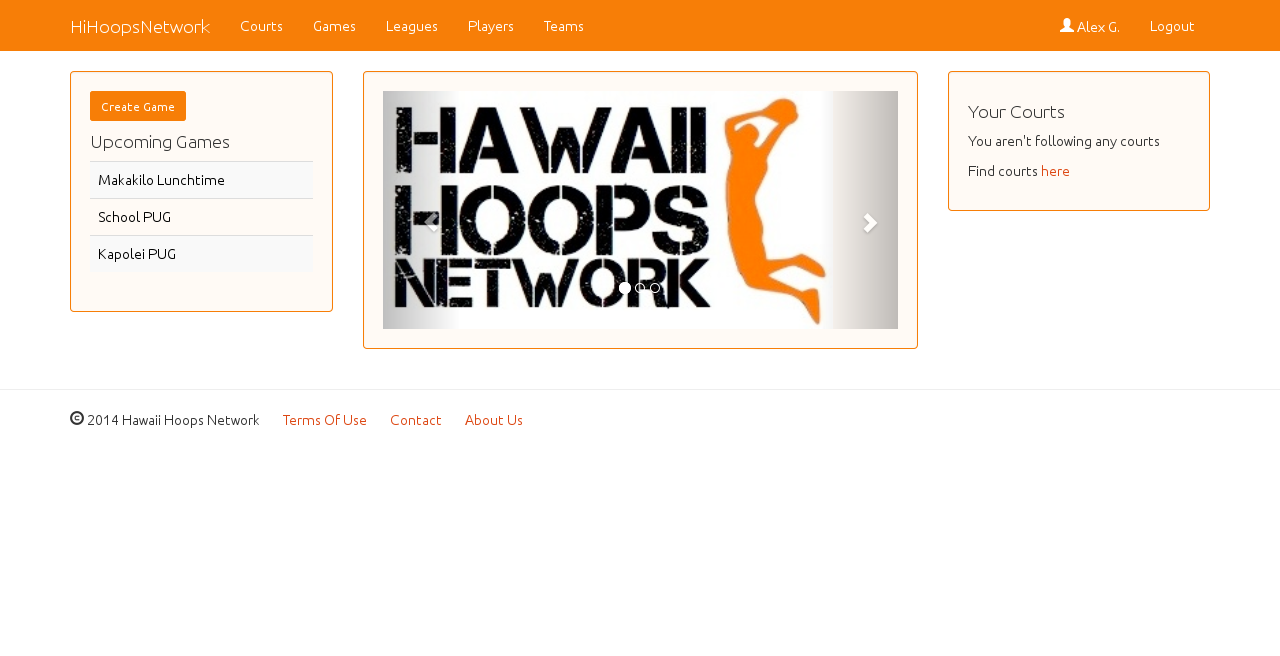 HiHoopsNetwork Courts Games Leagues Players Teams Alex G. Logout
Create Game
Upcoming Games
Makakilo Lunchtime
School PUG
Kapolei PUG
HAWAII
HOOPS
NETWORK
Your Courts
You aren't following any courts
Find courts here
© 2014 Hawaii Hoops Network Terms Of Use Contact About Us